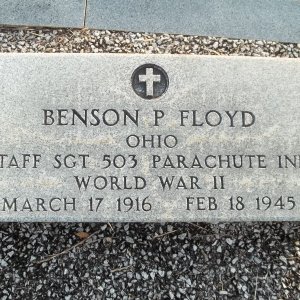 BENSON P FLOYD
OHIO
TAFF SGT 503 PARACHUTE IN
WORLD WAR II
MARCH 17 1916 FEB 18 1945